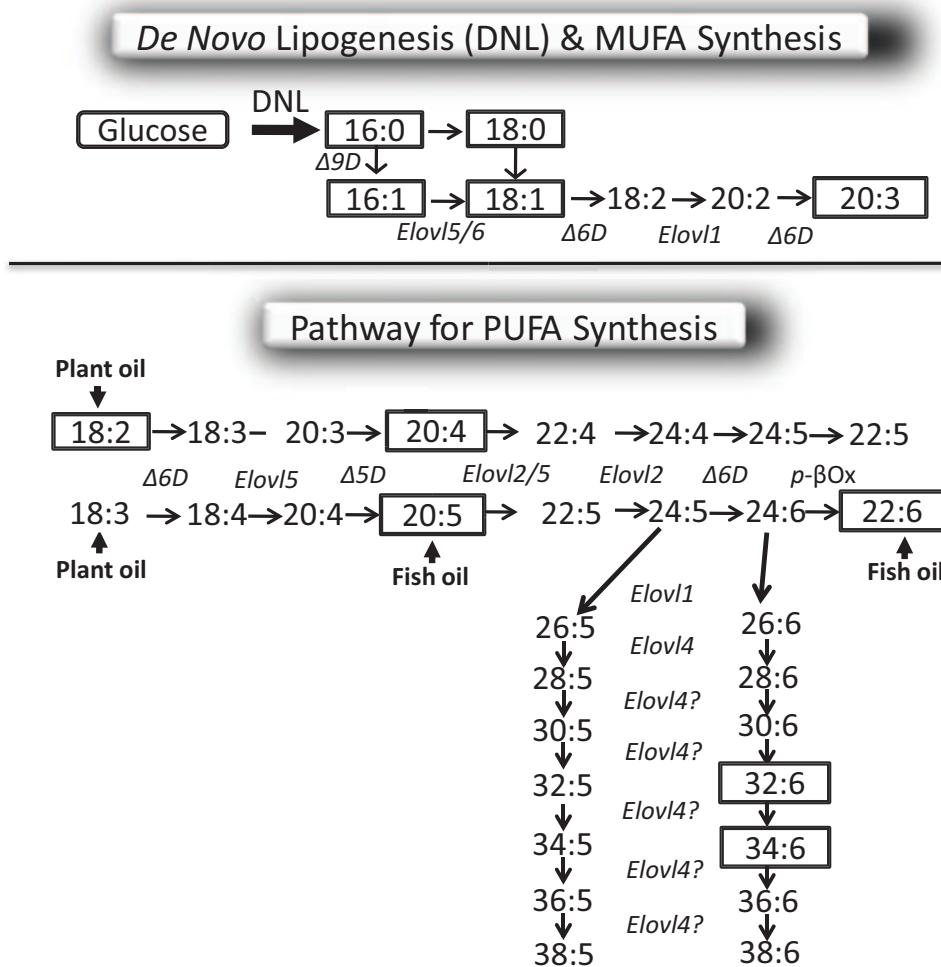 De Novo Lipogenesis (DNL) & MUFA Synthesis
DNL
Glucose 16:0 18:0
Δ9D
16:1 18:1 18:2 20:2 20:3
Elovl5/6 Δ6D Elovl1 Δ6D
Pathway for PUFA Synthesis
Plant oil
18:2 18:3 20:3 20:4 22:4 24:4 24:5 22:5
Δ6D Elovl5 Δ5D Elovl2/5 Elovl2 Δ6D p-βOx
18:3 18:4 20:4 20:5 22:5 24:5 24:6 22:6
Plant oil Fish oil Fish oil
Elovl1
26:5 26:6
Elovl4
28:5 28:6
Elovl4?
30:5 30:6
Elovl4?
32:5 32:6
Elovl4?
34:5 34:6
Elovl4?
36:5 36:6
Elovl4?
38:5 38:6